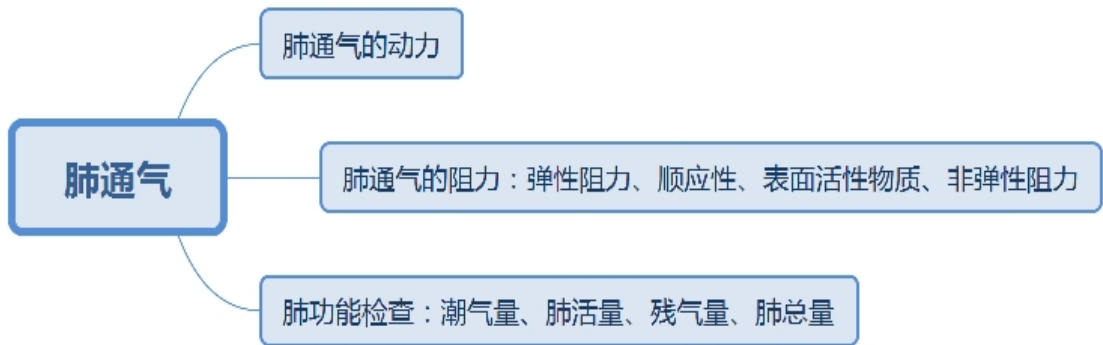 肺通气的动力
肺通气
肺通气的阻力：弹性阻力、顺应性、表面活性物质、非弹性阻力
肺功能检查：潮气量、肺活量、残气量、肺总量